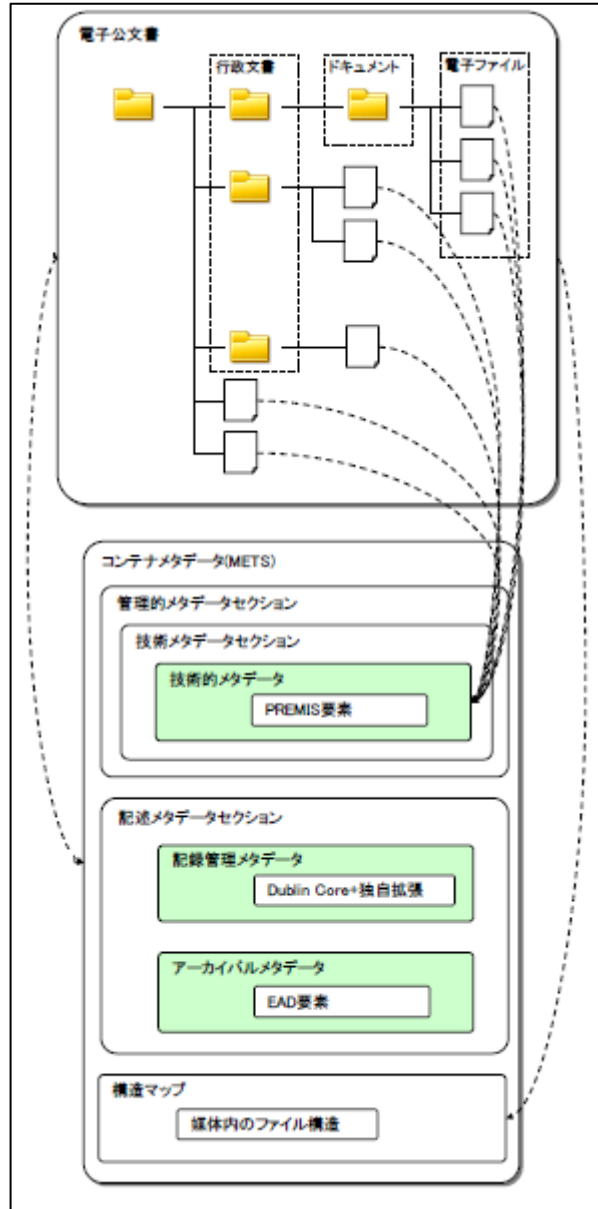 電子公文書
行政文書
ドキュメント
電子ファイル
コンテナメタデータ(METS)
管理的メタデータセクション
技術メタデータセクション
技術的メタデータ
PREMIS要素
記述メタデータセクション
記録管理メタデータ
Dublin Core+独自拡張
アーカイバルメタデータ
EAD要素
構造マップ
媒体内のファイル構造